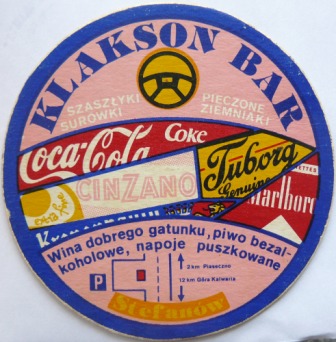 KLAKSON BAR
SZASZŁYKI
SURÓWKI
PIECZONE
ZIEMNIAKI
Coca-Cola
Coke
CINZANO
Tuborg
Genuine
Marlboro
Wina dobrego gatunku, piwo bezal-
koholowe, napoje puszkowane
P
2 km Piaseczno
12 km Góra Kalwaria
Stefanów